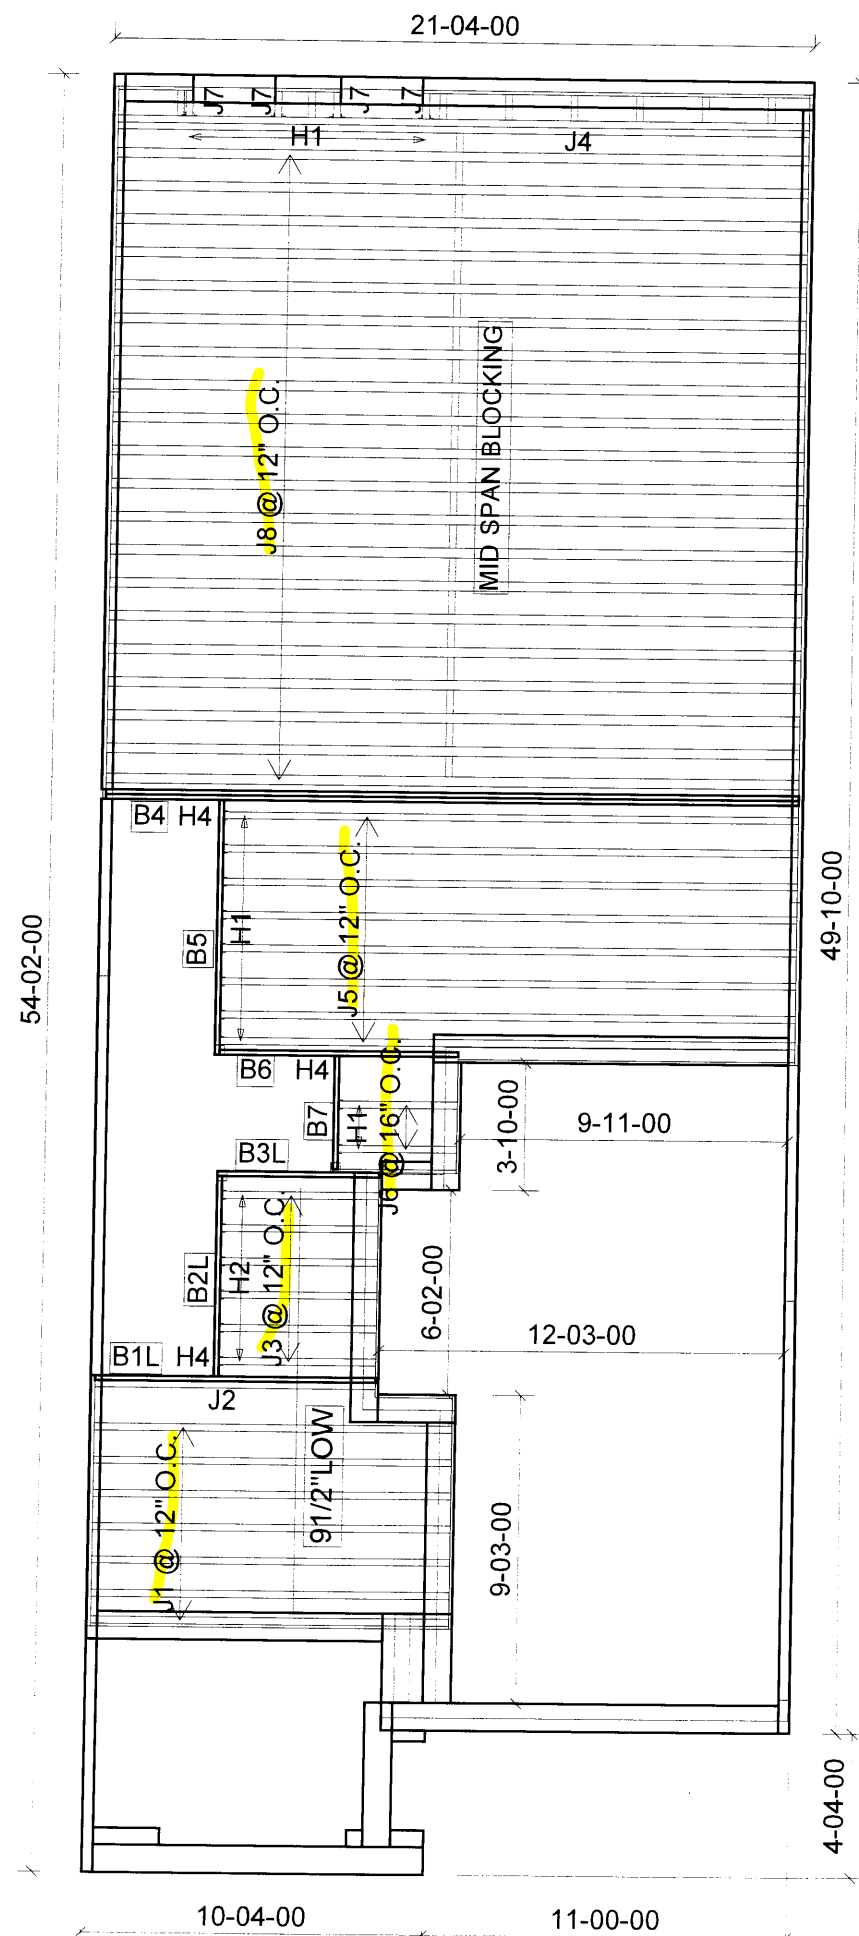 21-04-00
J7
J7
J7
J7
H1
J4
J8 @ 12" O.C.
MID SPAN BLOCKING
B4
H4
B5
H1
J5 @ 12" O.C.
54-02-00
49-10-00
B6
H4
B7
H1
J6 @ 16" O.C.
3-10-00
9-11-00
B3L
B2L
H2
J3 @ 12" O.C.
6-02-00
12-03-00
B1L
H4
J2
J1 @ 12" O.C.
91/2"LOW
9-03-00
4-04-00
10-04-00
11-00-00